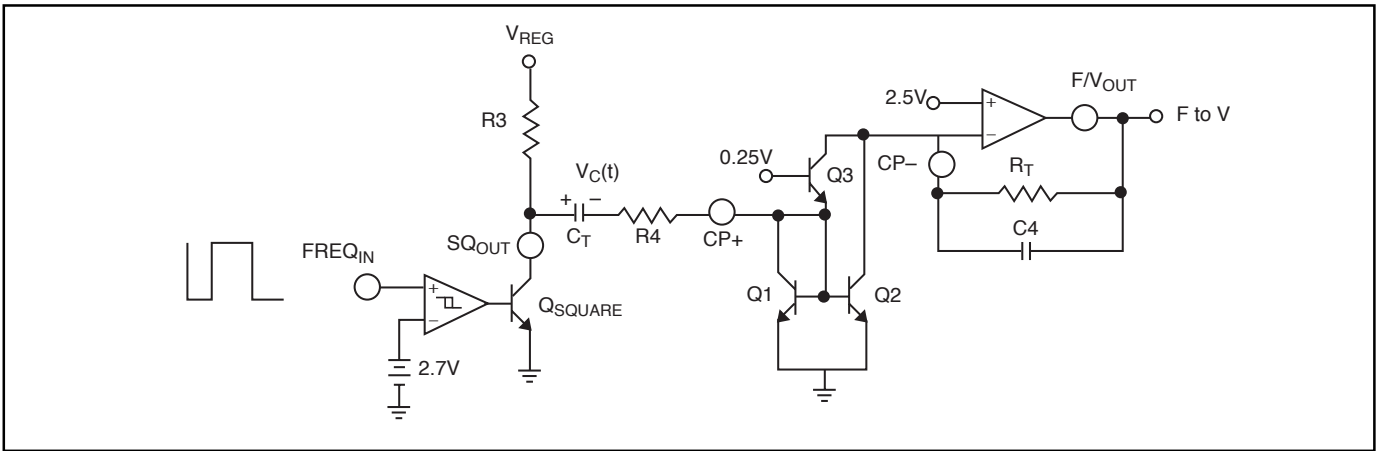 V_REG
R3
2.5V
+
−
F/V_OUT
F to V
0.25V
Q3
CP–
R_T
C4
V_C(t)
+ −
C_T
R4
CP+
SQ_OUT
FREQ_IN
+
−
Q_SQUARE
Q1
Q2
2.7V